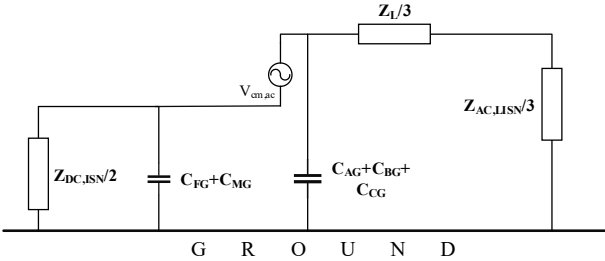 Z_L/3
V_cm,ac
Z_AC,LISN/3
Z_DC,ISN/2
C_FG+C_MG
C_AG+C_BG+
C_CG
G R O U N D